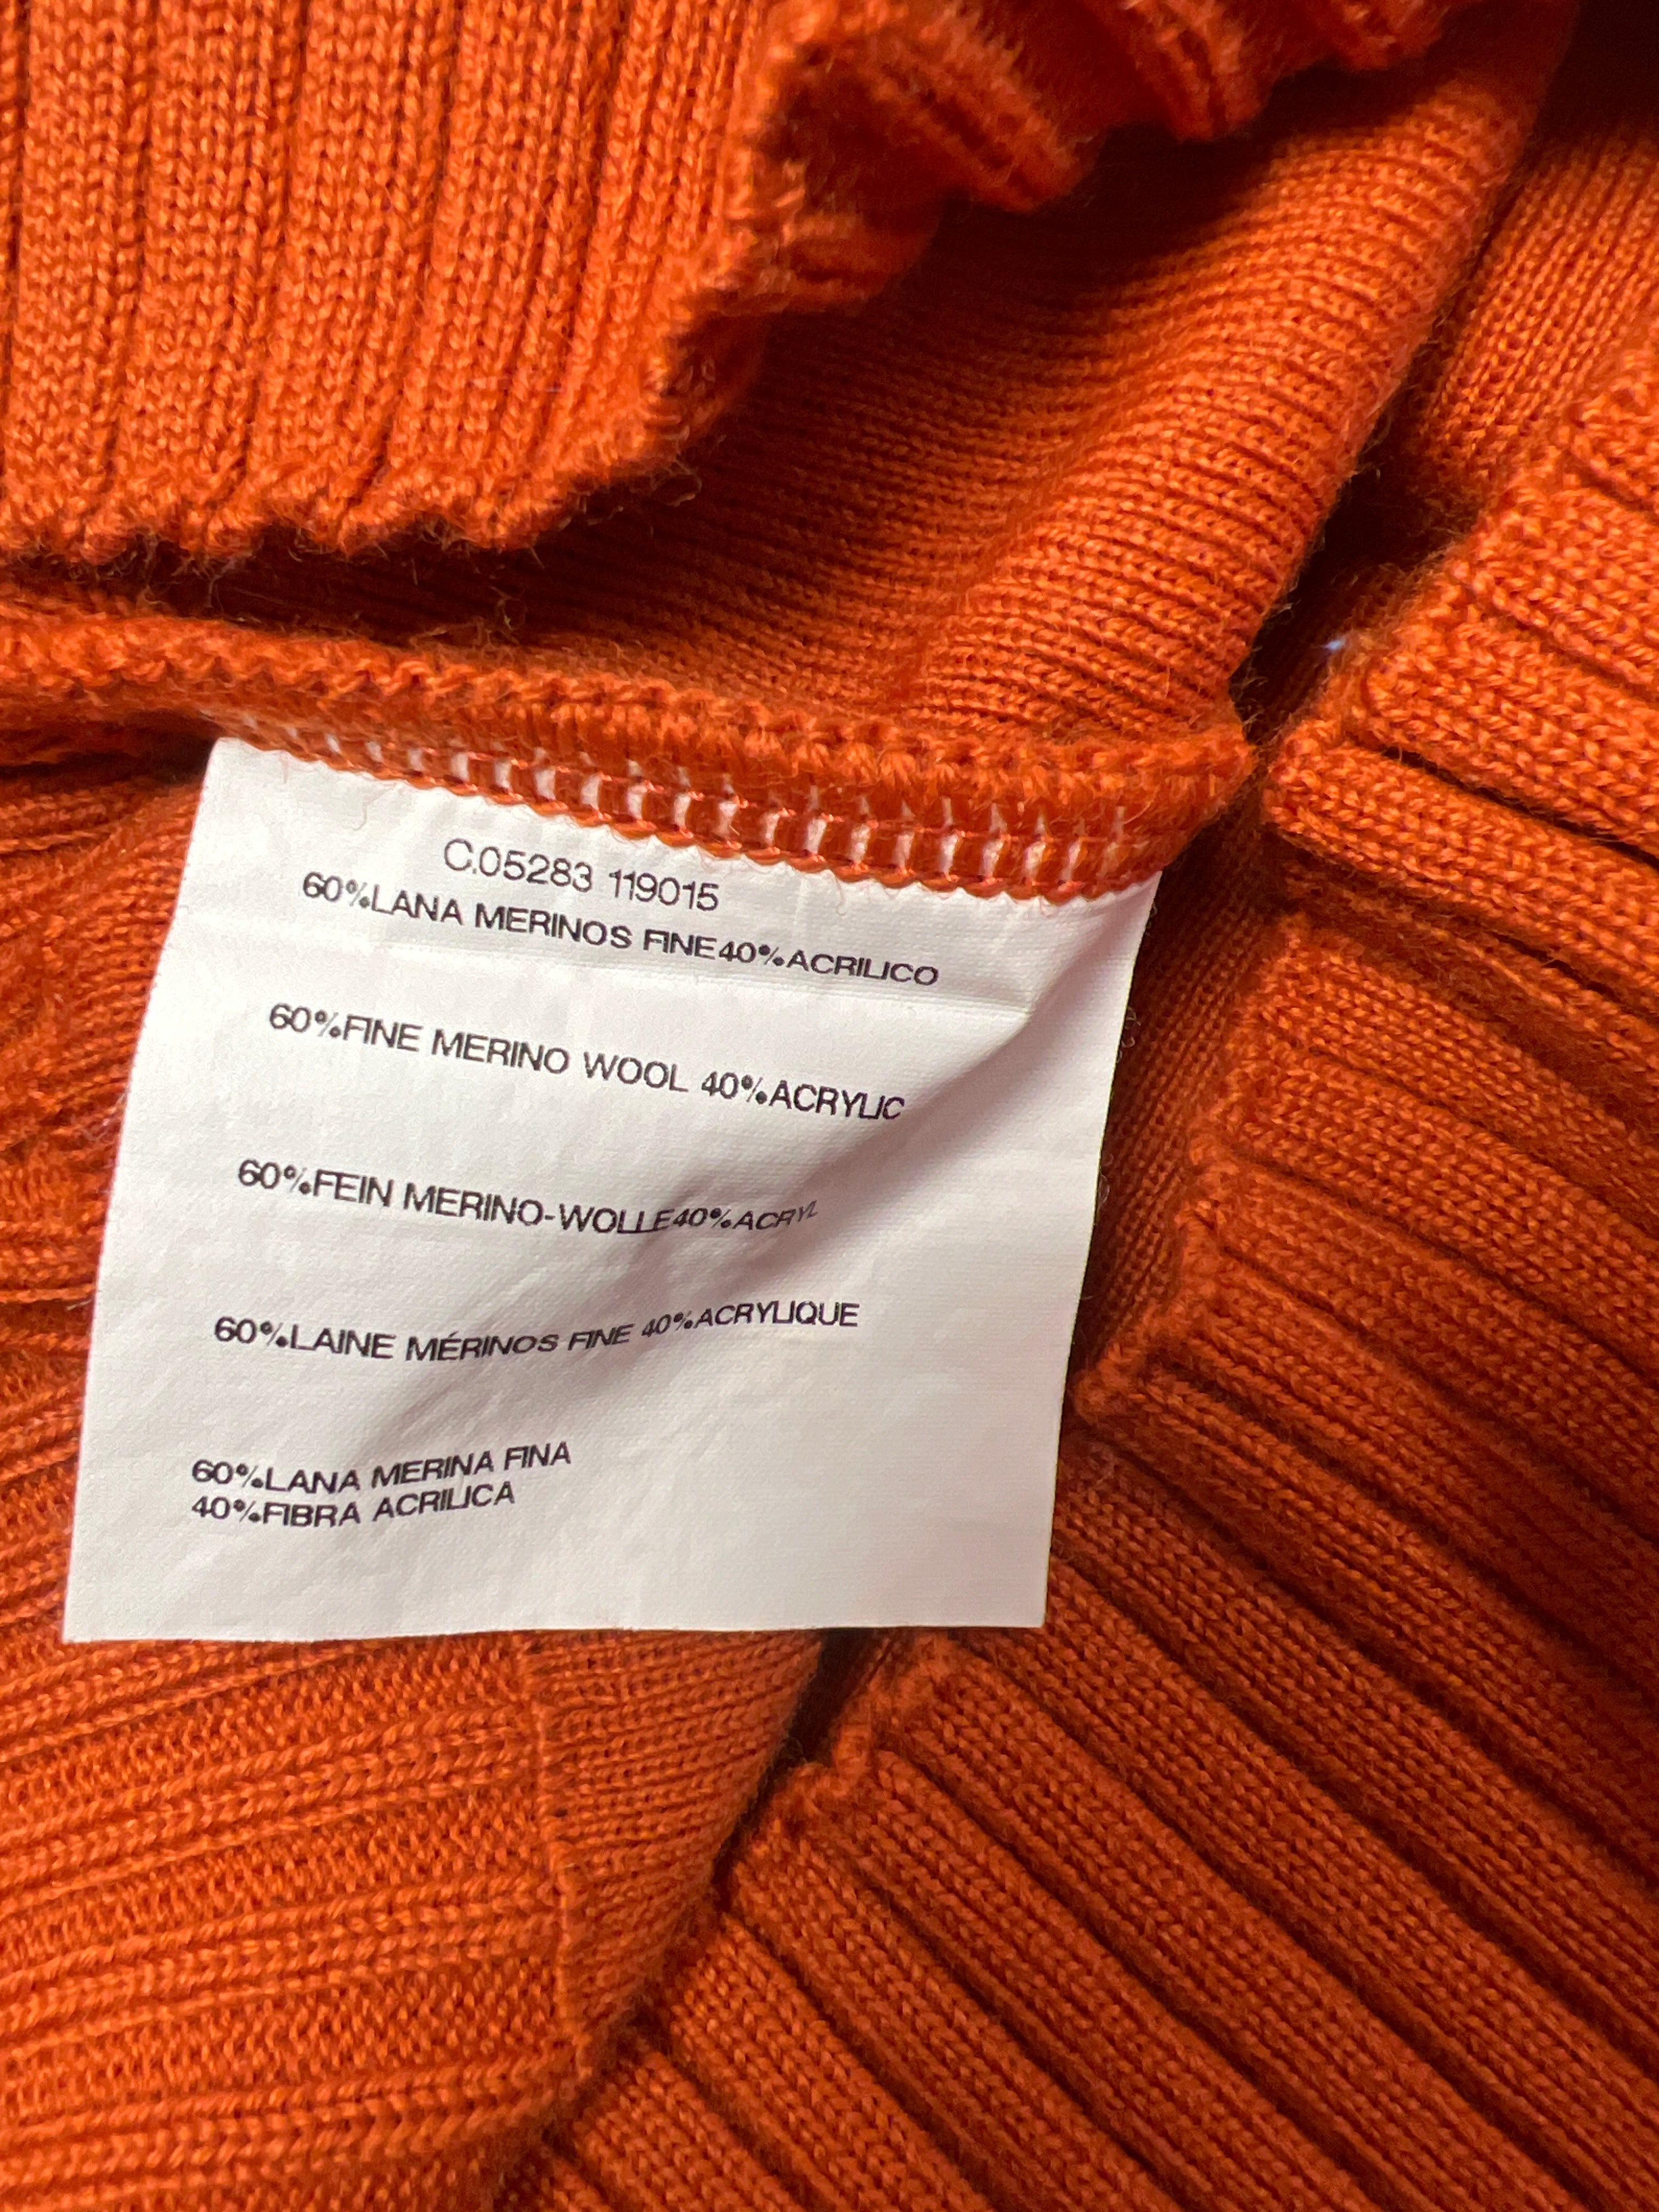 C.05283 119015
60%LANA MERINOS FINE40%ACRILICO
60%FINE MERINO WOOL 40%ACRYLIC
60%FEIN MERINO-WOLLE40%ACRYL
60%LAINE MÉRINOS FINE 40%ACRYLIQUE
60%LANA MERINA FINA
40%FIBRA ACRILICA